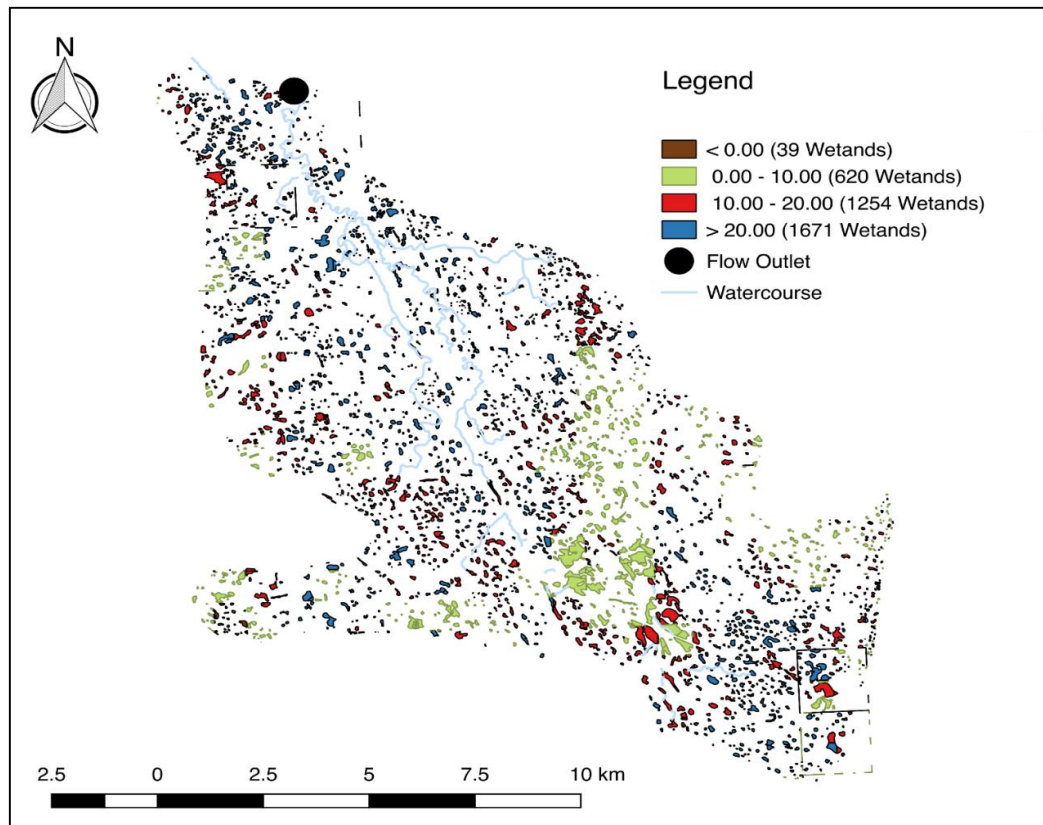 N
Legend
< 0.00 (39 Wetands)
0.00 - 10.00 (620 Wetands)
10.00 - 20.00 (1254 Wetands)
> 20.00 (1671 Wetands)
Flow Outlet
Watercourse
2.5 0 2.5 5 7.5 10 km